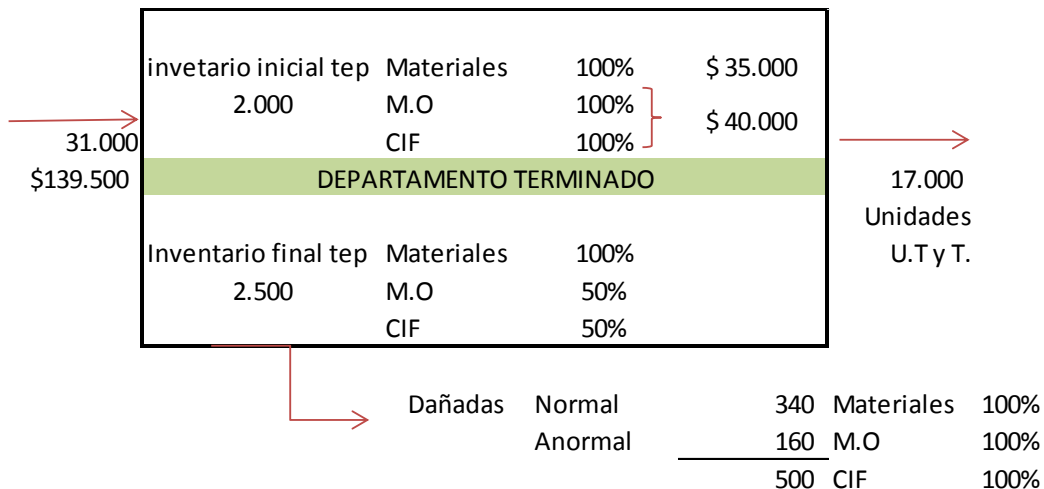 invetario inicial tep Materiales 100% $ 35.000
2.000 M.O 100% $ 40.000
31.000 CIF 100%
$139.500 DEPARTAMENTO TERMINADO 17.000
Unidades
Inventario final tep Materiales 100% U.T y T.
2.500 M.O 50%
CIF 50%
Dañadas Normal 340 Materiales 100%
Anormal 160 M.O 100%
500 CIF 100%